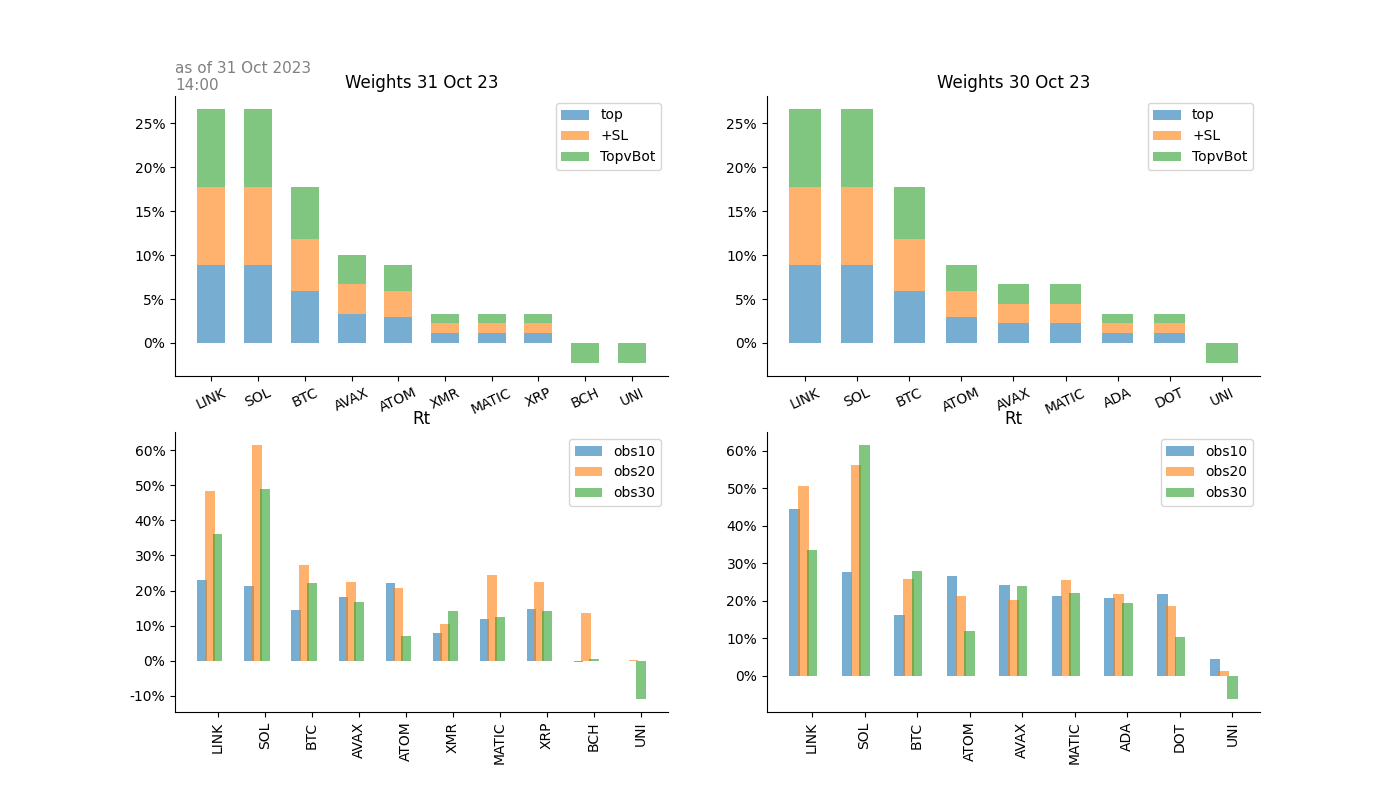 as of 31 Oct 2023
14:00
Weights 31 Oct 23
25%
20%
15%
10%
5%
0%
top
+SL
TopvBot
LINK SOL BTC AVAX ATOM XMR MATIC XRP BCH UNI
Weights 30 Oct 23
25%
20%
15%
10%
5%
0%
top
+SL
TopvBot
LINK SOL BTC ATOM AVAX MATIC ADA DOT UNI
Rt
60%
50%
40%
30%
20%
10%
0%
-10%
obs10
obs20
obs30
LINK SOL BTC AVAX ATOM XMR MATIC XRP BCH UNI
Rt
60%
50%
40%
30%
20%
10%
0%
obs10
obs20
obs30
LINK SOL BTC ATOM AVAX MATIC ADA DOT UNI